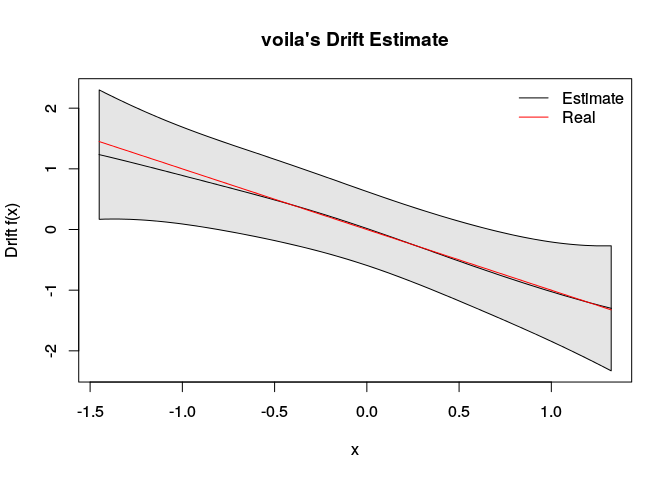 voila's Drift Estimate
Estimate
Real
Drift f(x)
2
1
0
-1
-2
-1.5 -1.0 -0.5 0.0 0.5 1.0
x